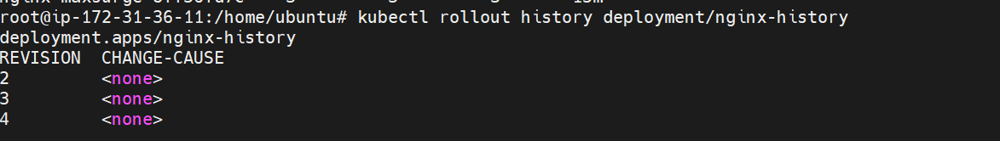 root@ip-172-31-36-11:/home/ubuntu# kubectl rollout history deployment/nginx-history
deployment.apps/nginx-history
REVISION  CHANGE-CAUSE
2         <none>
3         <none>
4         <none>